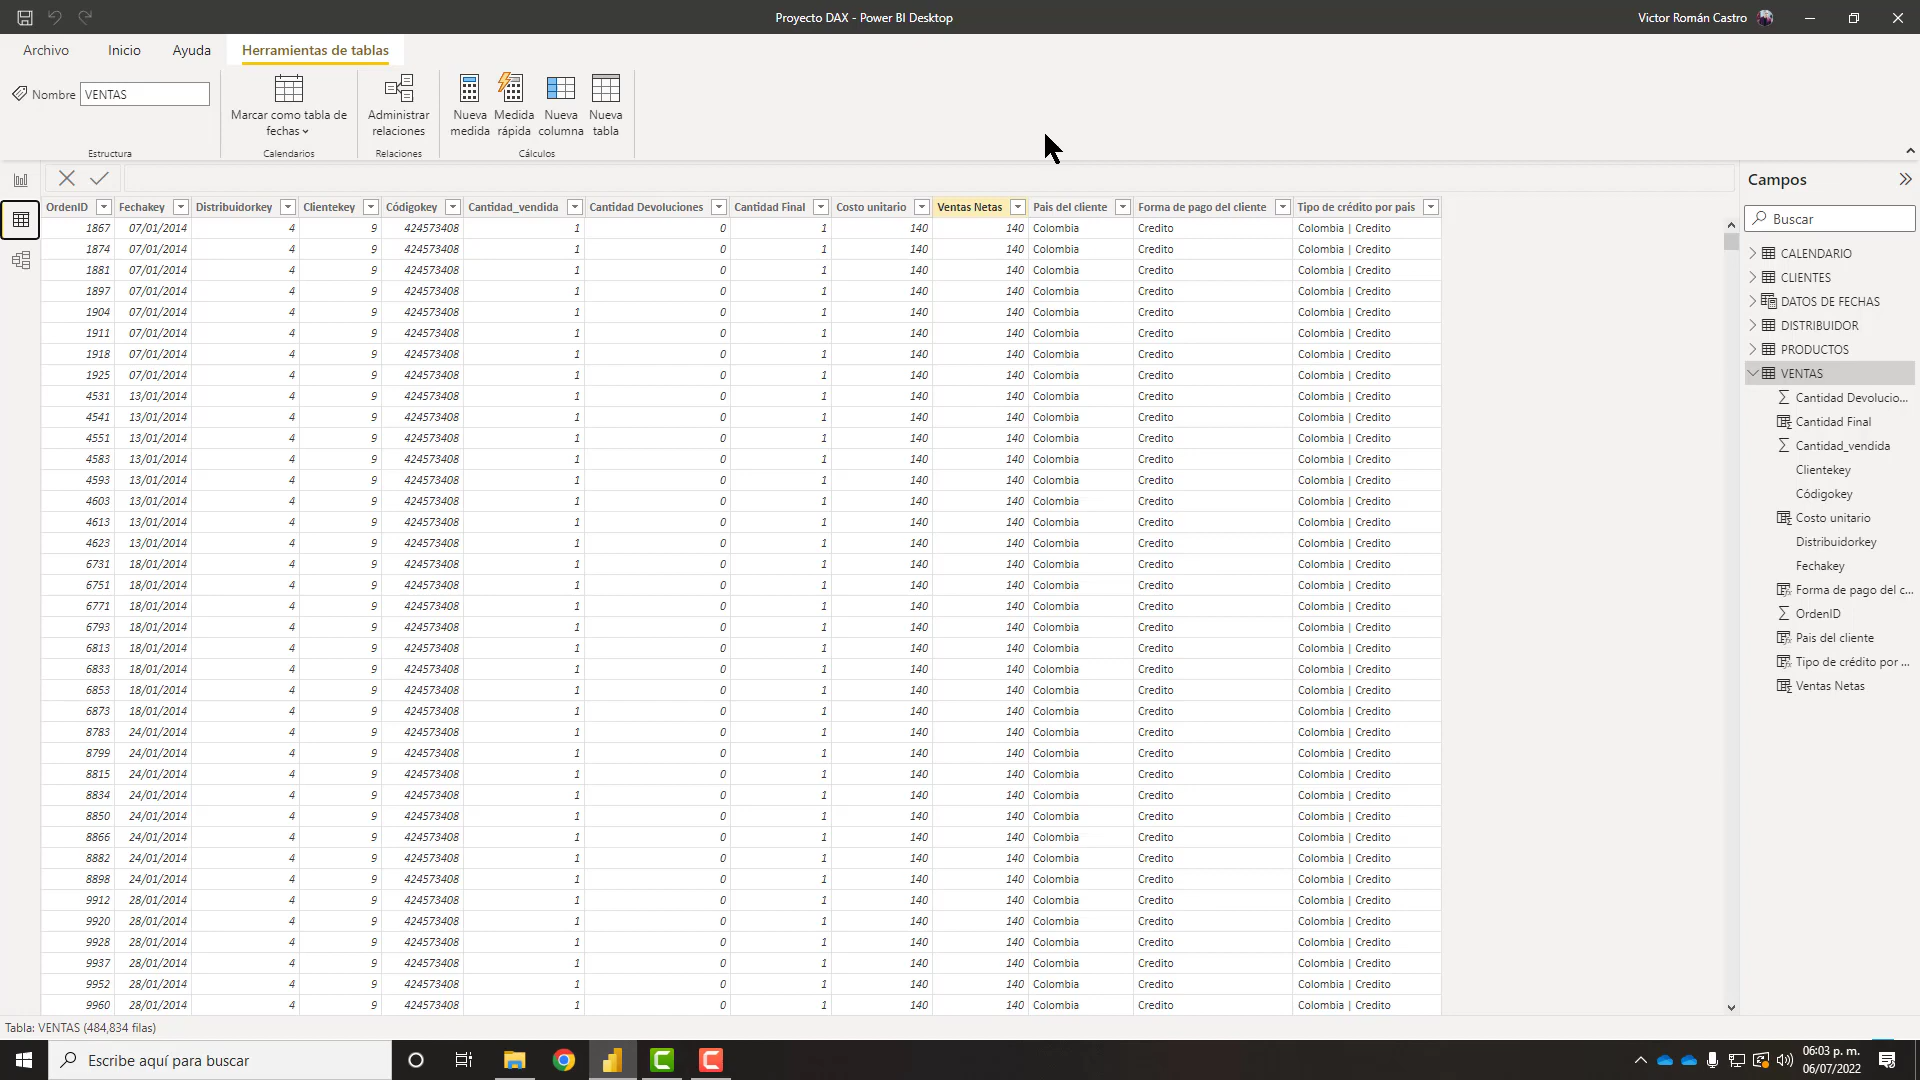 Proyecto DAX - Power BI Desktop
Victor Román Castro
Archivo Inicio Ayuda Herramientas de tablas
Nombre VENTAS
Marcar como tabla de fechas
Administrar relaciones
Nueva medida
Medida rápida
Nueva columna
Nueva tabla
Estructura Calendarios Relaciones Cálculos
OrdenID Fechakey Distribuidorkey Clientekey Códigokey Cantidad_vendida Cantidad Devoluciones Cantidad Final Costo unitario Ventas Netas Pais del cliente Forma de pago del cliente Tipo de crédito por pais
1867 07/01/2014 4 9 424573408 1 0 1 140 140 Colombia Credito Colombia | Credito
1874 07/01/2014 4 9 424573408 1 0 1 140 140 Colombia Credito Colombia | Credito
1881 07/01/2014 4 9 424573408 1 0 1 140 140 Colombia Credito Colombia | Credito
1897 07/01/2014 4 9 424573408 1 0 1 140 140 Colombia Credito Colombia | Credito
1904 07/01/2014 4 9 424573408 1 0 1 140 140 Colombia Credito Colombia | Credito
1911 07/01/2014 4 9 424573408 1 0 1 140 140 Colombia Credito Colombia | Credito
1918 07/01/2014 4 9 424573408 1 0 1 140 140 Colombia Credito Colombia | Credito
1925 07/01/2014 4 9 424573408 1 0 1 140 140 Colombia Credito Colombia | Credito
4531 13/01/2014 4 9 424573408 1 0 1 140 140 Colombia Credito Colombia | Credito
4541 13/01/2014 4 9 424573408 1 0 1 140 140 Colombia Credito Colombia | Credito
4551 13/01/2014 4 9 424573408 1 0 1 140 140 Colombia Credito Colombia | Credito
4583 13/01/2014 4 9 424573408 1 0 1 140 140 Colombia Credito Colombia | Credito
4593 13/01/2014 4 9 424573408 1 0 1 140 140 Colombia Credito Colombia | Credito
4603 13/01/2014 4 9 424573408 1 0 1 140 140 Colombia Credito Colombia | Credito
4613 13/01/2014 4 9 424573408 1 0 1 140 140 Colombia Credito Colombia | Credito
4623 13/01/2014 4 9 424573408 1 0 1 140 140 Colombia Credito Colombia | Credito
6731 18/01/2014 4 9 424573408 1 0 1 140 140 Colombia Credito Colombia | Credito
6751 18/01/2014 4 9 424573408 1 0 1 140 140 Colombia Credito Colombia | Credito
6771 18/01/2014 4 9 424573408 1 0 1 140 140 Colombia Credito Colombia | Credito
6793 18/01/2014 4 9 424573408 1 0 1 140 140 Colombia Credito Colombia | Credito
6813 18/01/2014 4 9 424573408 1 0 1 140 140 Colombia Credito Colombia | Credito
6833 18/01/2014 4 9 424573408 1 0 1 140 140 Colombia Credito Colombia | Credito
6853 18/01/2014 4 9 424573408 1 0 1 140 140 Colombia Credito Colombia | Credito
6873 18/01/2014 4 9 424573408 1 0 1 140 140 Colombia Credito Colombia | Credito
8783 24/01/2014 4 9 424573408 1 0 1 140 140 Colombia Credito Colombia | Credito
8799 24/01/2014 4 9 424573408 1 0 1 140 140 Colombia Credito Colombia | Credito
8815 24/01/2014 4 9 424573408 1 0 1 140 140 Colombia Credito Colombia | Credito
8834 24/01/2014 4 9 424573408 1 0 1 140 140 Colombia Credito Colombia | Credito
8850 24/01/2014 4 9 424573408 1 0 1 140 140 Colombia Credito Colombia | Credito
8866 24/01/2014 4 9 424573408 1 0 1 140 140 Colombia Credito Colombia | Credito
8882 24/01/2014 4 9 424573408 1 0 1 140 140 Colombia Credito Colombia | Credito
8898 24/01/2014 4 9 424573408 1 0 1 140 140 Colombia Credito Colombia | Credito
9912 28/01/2014 4 9 424573408 1 0 1 140 140 Colombia Credito Colombia | Credito
9920 28/01/2014 4 9 424573408 1 0 1 140 140 Colombia Credito Colombia | Credito
9928 28/01/2014 4 9 424573408 1 0 1 140 140 Colombia Credito Colombia | Credito
9937 28/01/2014 4 9 424573408 1 0 1 140 140 Colombia Credito Colombia | Credito
9952 28/01/2014 4 9 424573408 1 0 1 140 140 Colombia Credito Colombia | Credito
9960 28/01/2014 4 9 424573408 1 0 1 140 140 Colombia Credito Colombia | Credito
Campos
Buscar
CALENDARIO
CLIENTES
DATOS DE FECHAS
DISTRIBUIDOR
PRODUCTOS
VENTAS
Cantidad Devolucio...
Cantidad Final
Cantidad_vendida
Clientekey
Códigokey
Costo unitario
Distribuidorkey
Fechakey
Forma de pago del c...
OrdenID
Pais del cliente
Tipo de crédito por ...
Ventas Netas
Tabla: VENTAS (484,834 filas)
Escribe aquí para buscar
06:03 p. m.
06/07/2022